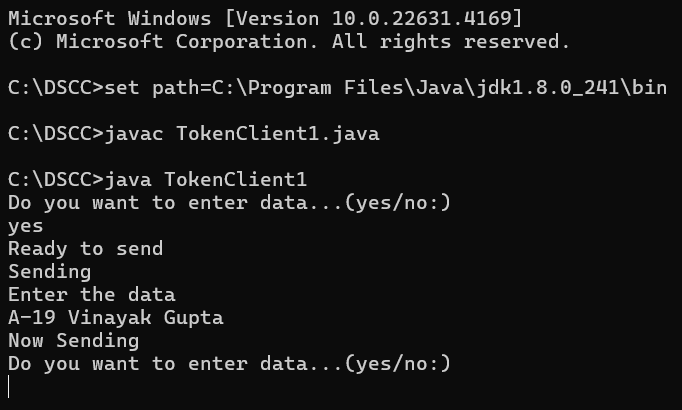 Microsoft Windows [Version 10.0.22631.4169]
(c) Microsoft Corporation. All rights reserved.
C:\DSCC>set path=C:\Program Files\Java\jdk1.8.0_241\bin
C:\DSCC>javac TokenClient1.java
C:\DSCC>java TokenClient1
Do you want to enter data...(yes/no:)
yes
Ready to send
Sending
Enter the data
A-19 Vinayak Gupta
Now Sending
Do you want to enter data...(yes/no:)